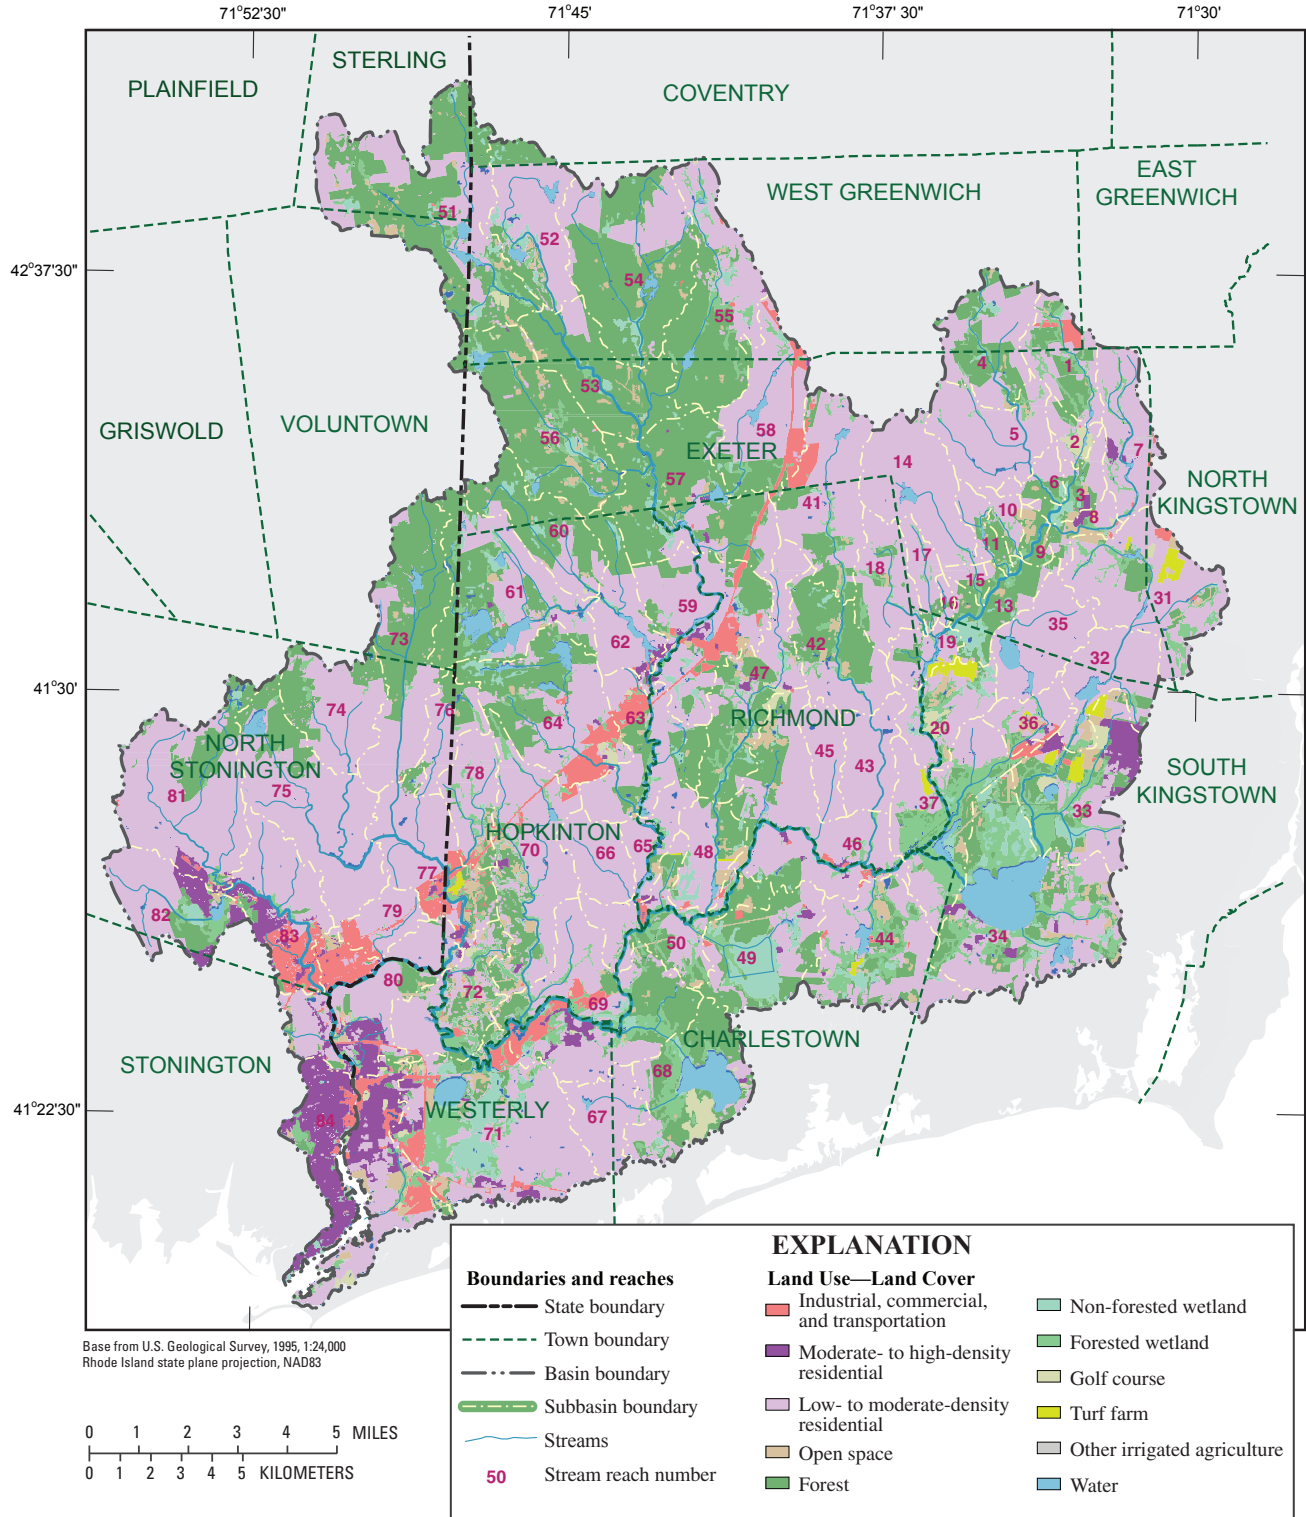 71°52'30"
71°45'
71°37'30"
71°30'
STERLING
PLAINFIELD
COVENTRY
EAST
GREENWICH
WEST GREENWICH
51
52
42°37'30"
54
55
4
1
53
VOLUNTOWN
GRISWOLD
58
5
2
7
56
EXETER
14
57
6
NORTH
KINGSTOWN
3
41
10
8
60
11
9
17
18
15
61
16
13
31
59
35
73
62
42
19
32
47
41°30'
74
76
63
64
RICHMOND
36
20
NORTH
STONINGTON
45
43
78
SOUTH
KINGSTOWN
75
81
37
33
HOPKINTON
70
66
65
48
46
77
79
82
83
50
44
34
49
80
72
69
CHARLESTOWN
STONINGTON
68
41°22'30"
WESTERLY
67
84
71
EXPLANATION
Boundaries and reaches
State boundary
Town boundary
Basin boundary
Subbasin boundary
Streams
50 Stream reach number
Land Use—Land Cover
Industrial, commercial,
and transportation
Moderate- to high-density
residential
Low- to moderate-density
residential
Open space
Forest
Non-forested wetland
Forested wetland
Golf course
Turf farm
Other irrigated agriculture
Water
Base from U.S. Geological Survey, 1995, 1:24,000
Rhode Island state plane projection, NAD83
0 1 2 3 4 5 MILES
0 1 2 3 4 5 KILOMETERS